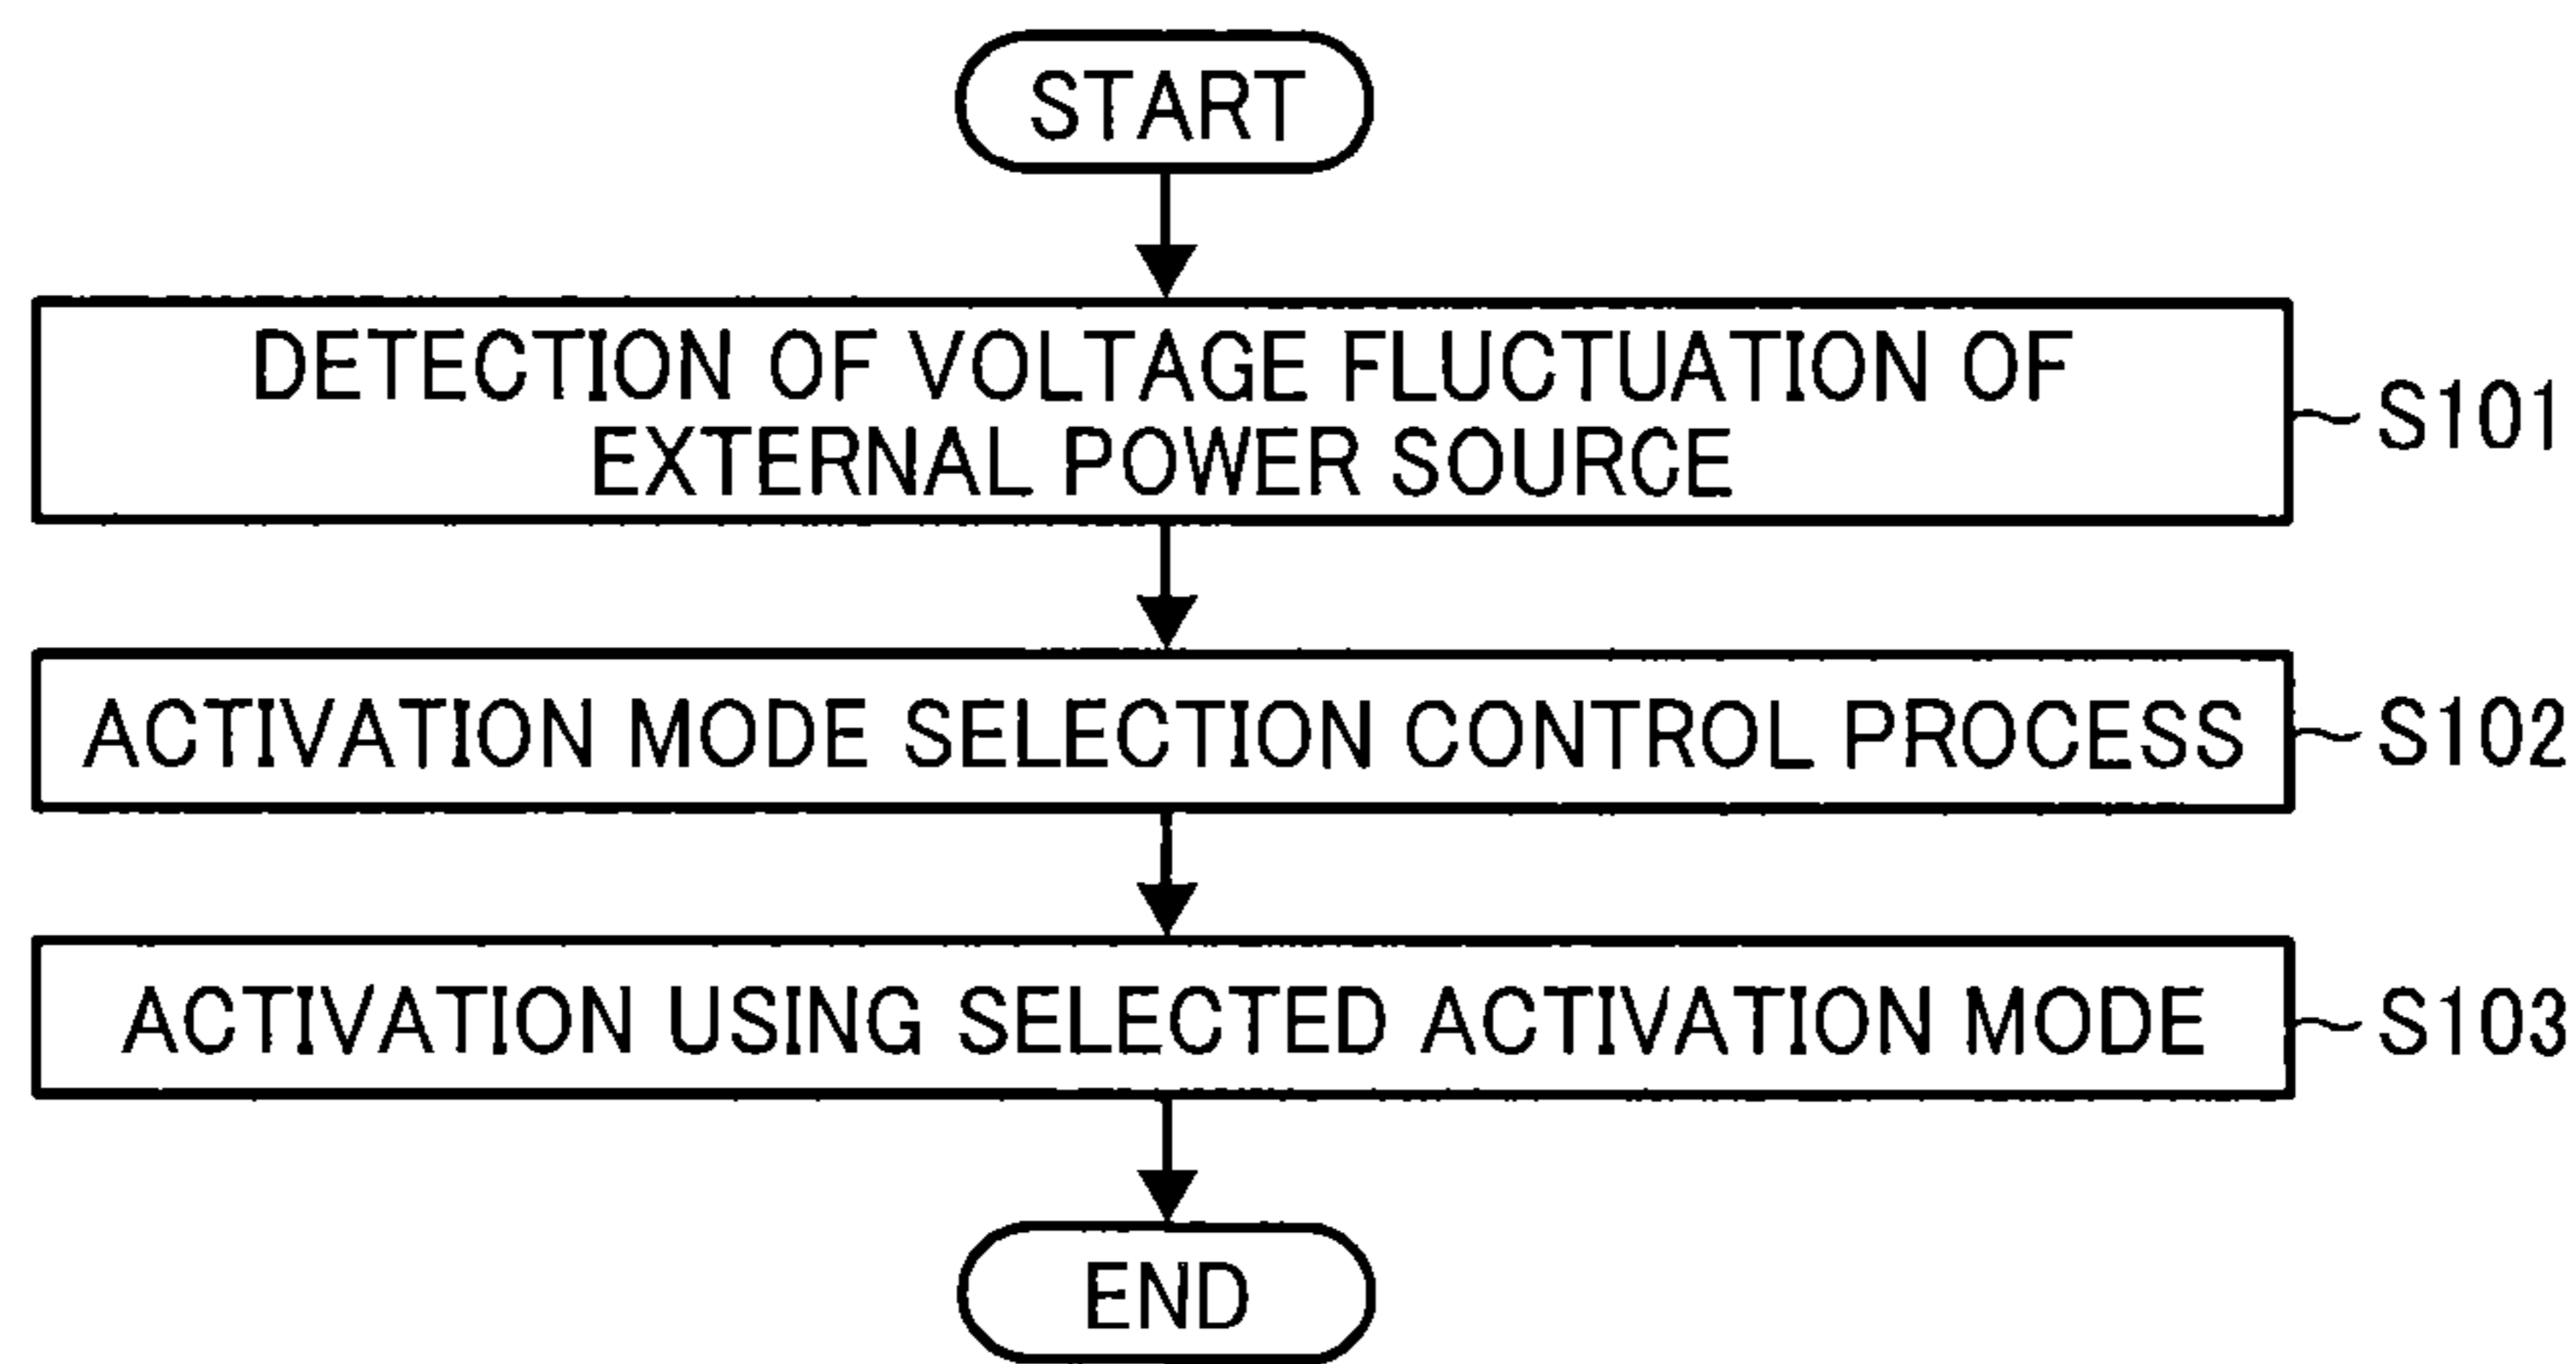 START
DETECTION OF VOLTAGE FLUCTUATION OF
EXTERNAL POWER SOURCE
S101
ACTIVATION MODE SELECTION CONTROL PROCESS
S102
ACTIVATION USING SELECTED ACTIVATION MODE
S103
END